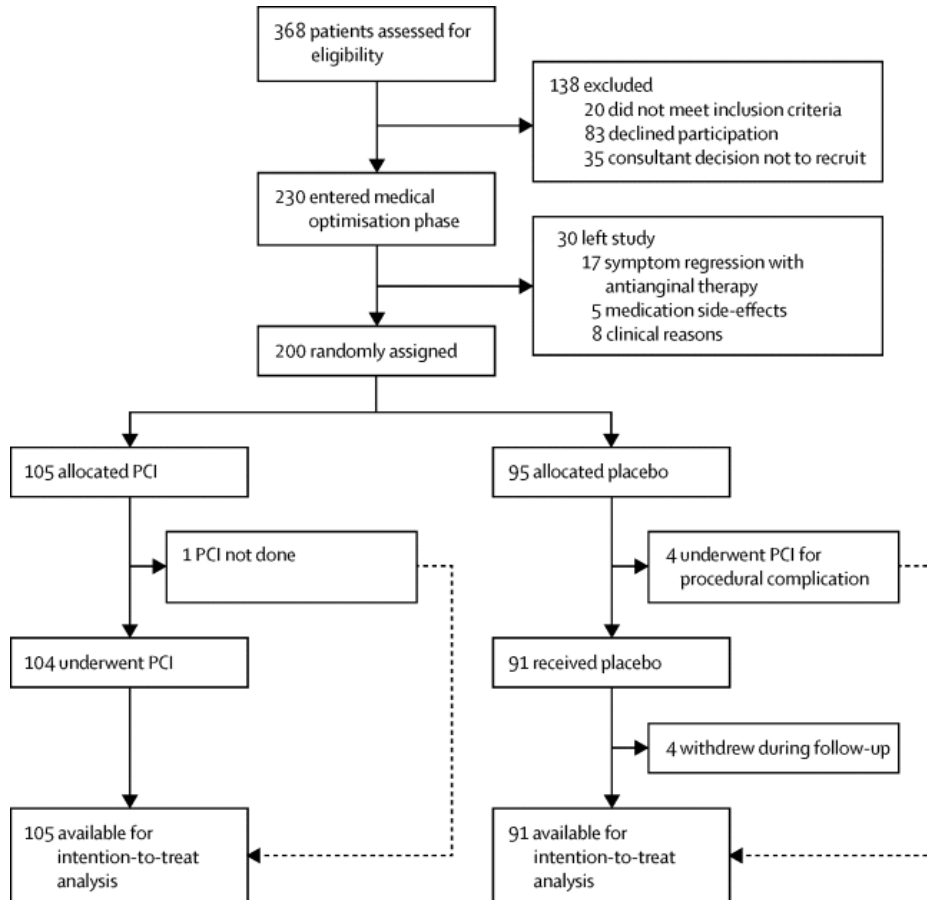 368 patients assessed for
eligibility
138 excluded
20 did not meet inclusion criteria
83 declined participation
35 consultant decision not to recruit
230 entered medical
optimisation phase
30 left study
17 symptom regression with
antianginal therapy
5 medication side-effects
8 clinical reasons
200 randomly assigned
105 allocated PCI
95 allocated placebo
1 PCI not done
4 underwent PCI for
procedural complication
104 underwent PCI
91 received placebo
4 withdrew during follow-up
105 available for
intention-to-treat
analysis
91 available for
intention-to-treat
analysis